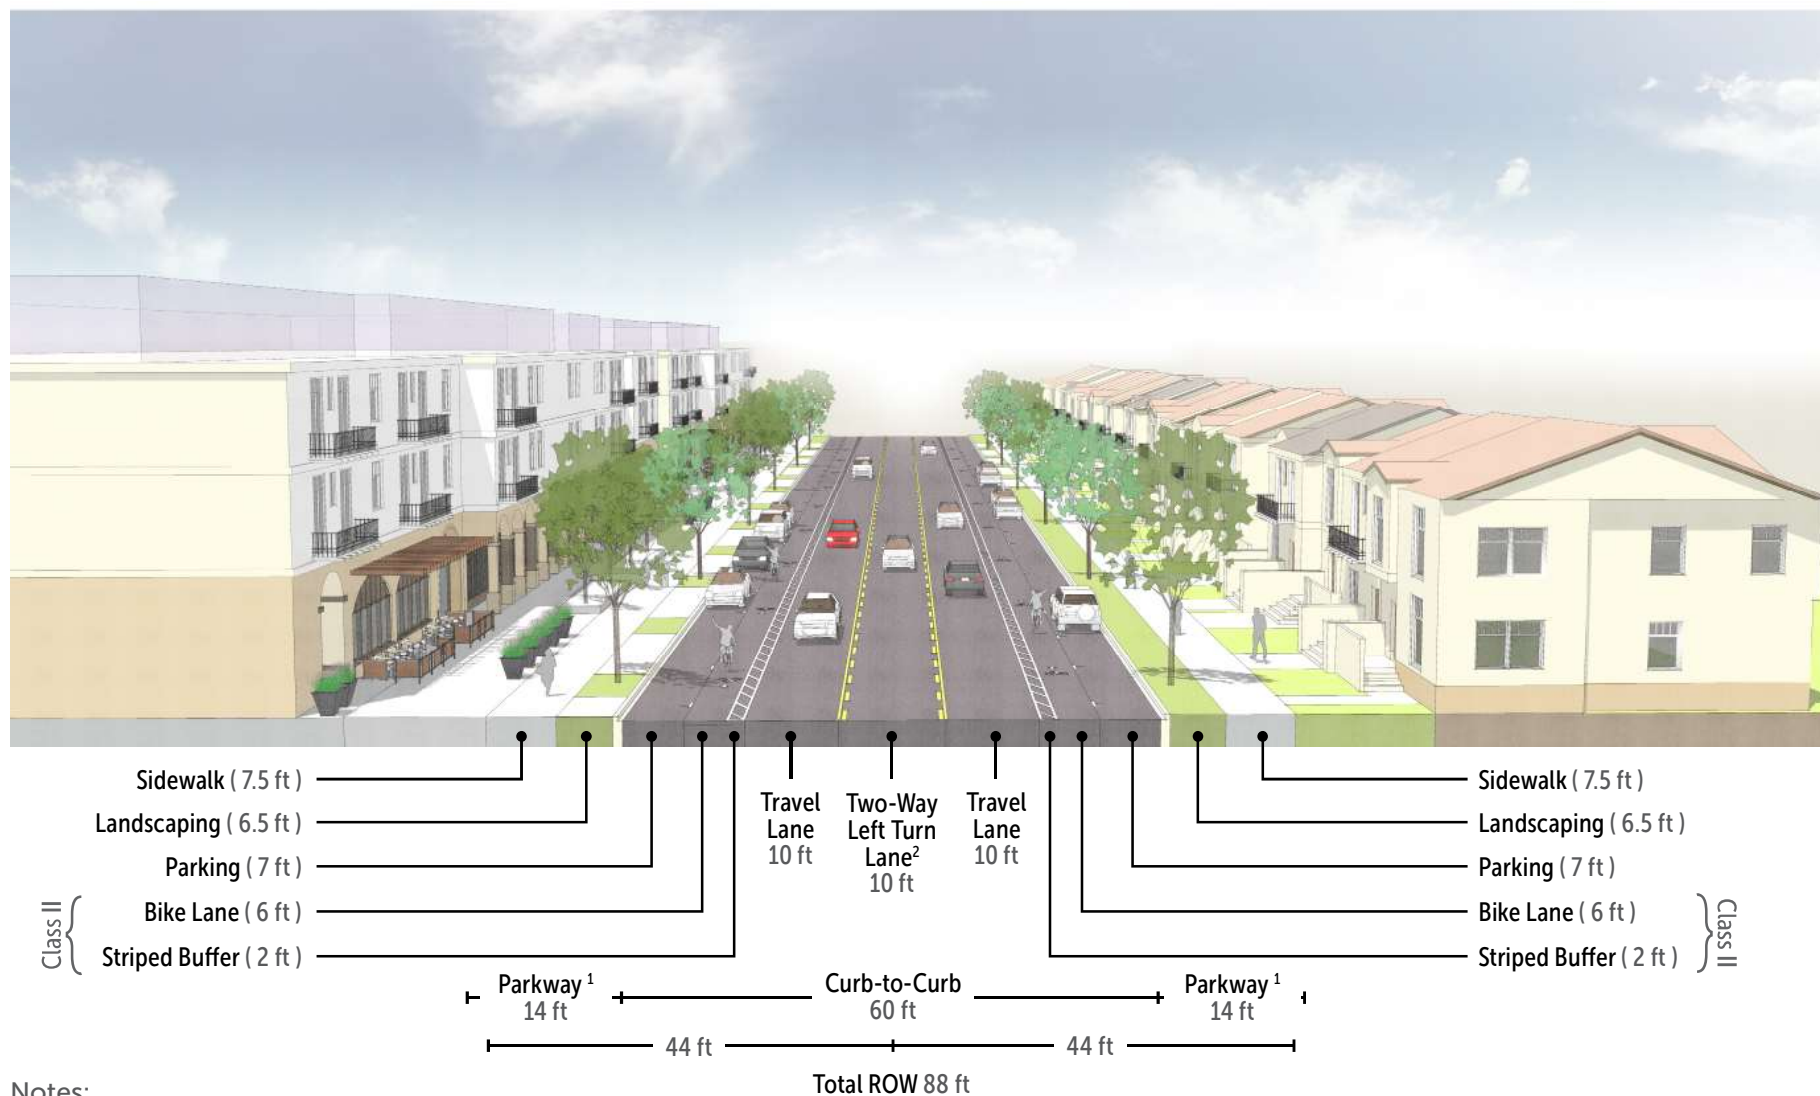 Sidewalk ( 7.5 ft )
Landscaping ( 6.5 ft )
Parking ( 7 ft )
Bike Lane ( 6 ft )
Striped Buffer ( 2 ft )
Class II
Travel
Lane
10 ft
Two-Way
Left Turn
Lane²
10 ft
Travel
Lane
10 ft
Sidewalk ( 7.5 ft )
Landscaping ( 6.5 ft )
Parking ( 7 ft )
Bike Lane ( 6 ft )
Striped Buffer ( 2 ft )
Class II
Parkway ¹
14 ft
Curb-to-Curb
60 ft
Parkway ¹
14 ft
44 ft
44 ft
Total ROW 88 ft
Notes: